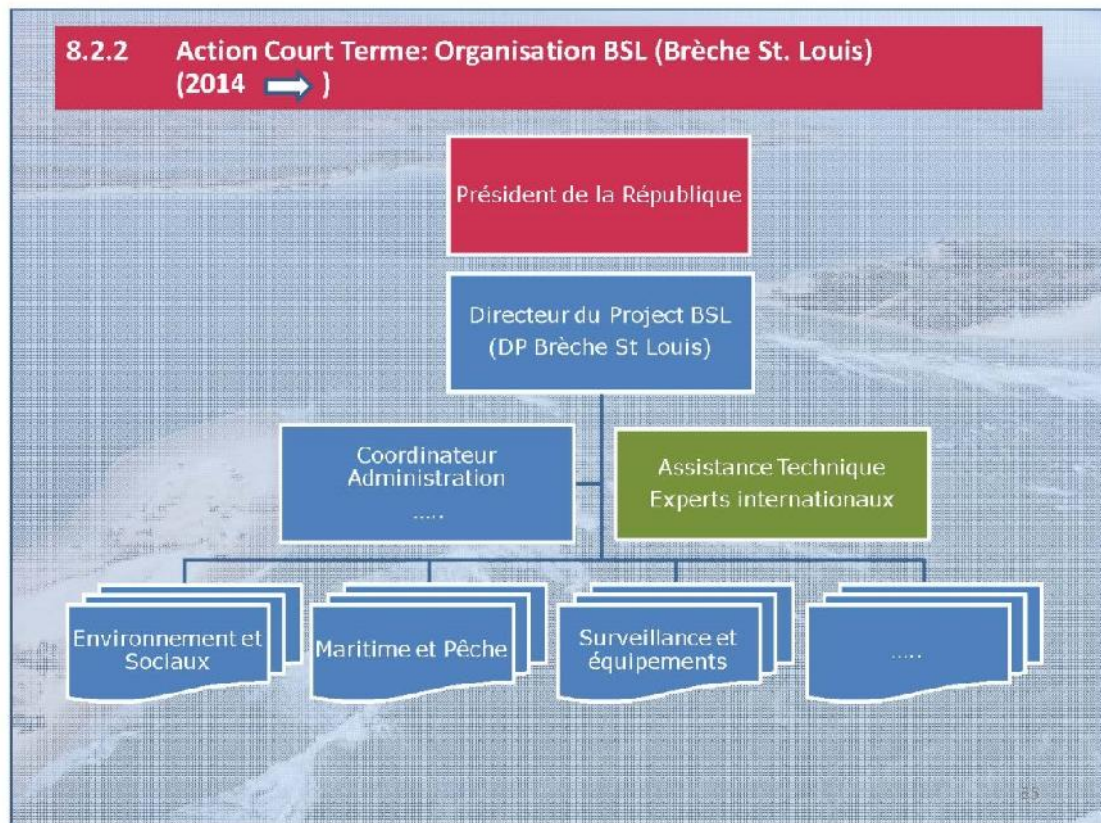 8.2.2 Action Court Terme: Organisation BSL (Brèche St. Louis)
(2014 )
Président de la République
Directeur du Project BSL
(DP Brèche St Louis)
Coordinateur
Administration
.....
Assistance Technique
Experts internationaux
Environnement et
Sociaux
Maritime et Pêche
Surveillance et
équipements
.....
35